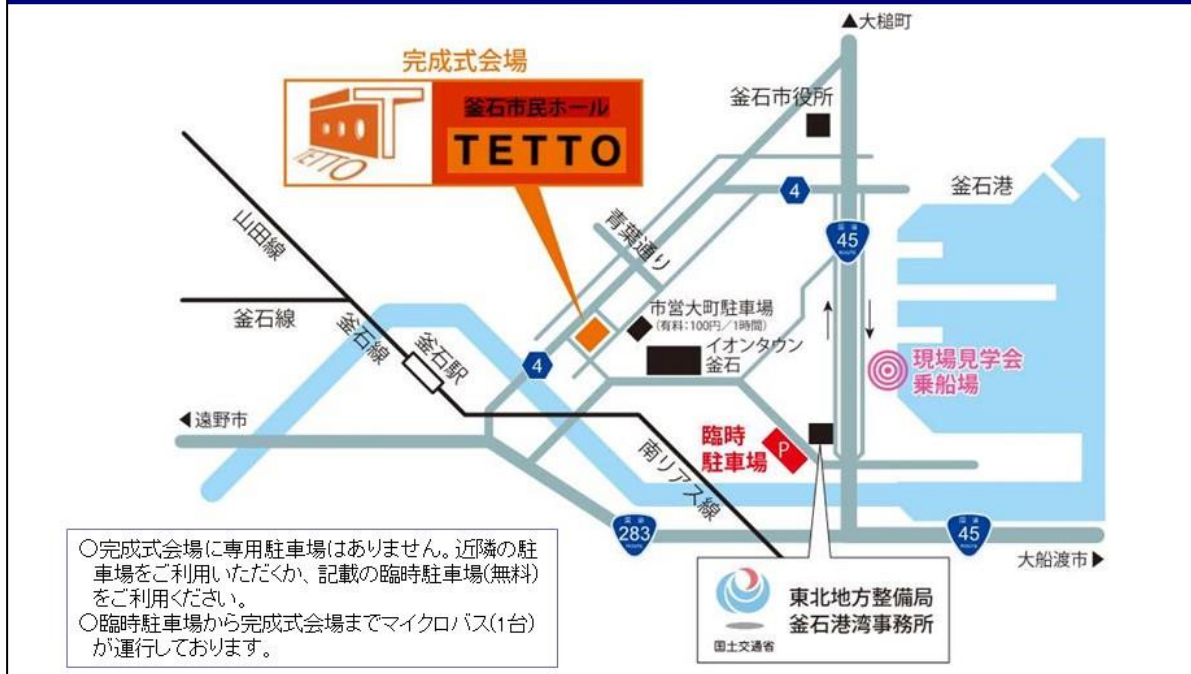 ▲大槌町
完成式会場
釜石市民ホール
TETTO
TETTO
釜石市役所
4
釜石港
山田線
青葉通り
国道
45
ROUTE
市営大町駐車場
(有料:100円/1時間)
釜石線
釜石線
釜石駅
イオンタウン
釜石
4
↑
↓
現場見学会
乗船場
◀遠野市
臨時
駐車場
P
南リアス線
国道
283
ROUTE
国道
45
ROUTE
大船渡市▶
○完成式会場に専用駐車場はありません。近隣の駐
車場をご利用いただくか、記載の臨時駐車場(無料)
をご利用ください。
○臨時駐車場から完成式会場までマイクロバス(1台)
が運行しております。
国土交通省
東北地方整備局
釜石港湾事務所